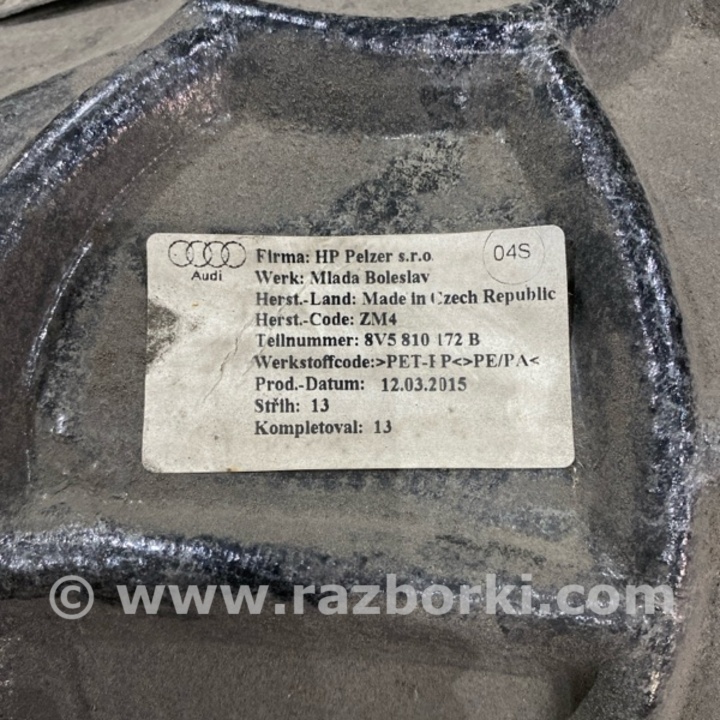 Audi
04S
Firma: HP Pelzer s.r.o.
Werk: Mlada Boleslav
Herst.-Land: Made in Czech Republic
Herst.-Code: ZM4
Teilnummer: 8V5 810 172 B
Werkstoffcode:>PET-FP<>PE/PA<
Prod.-Datum: 12.03.2015
Střih: 13
Kompletoval: 13
© www.razborki.com